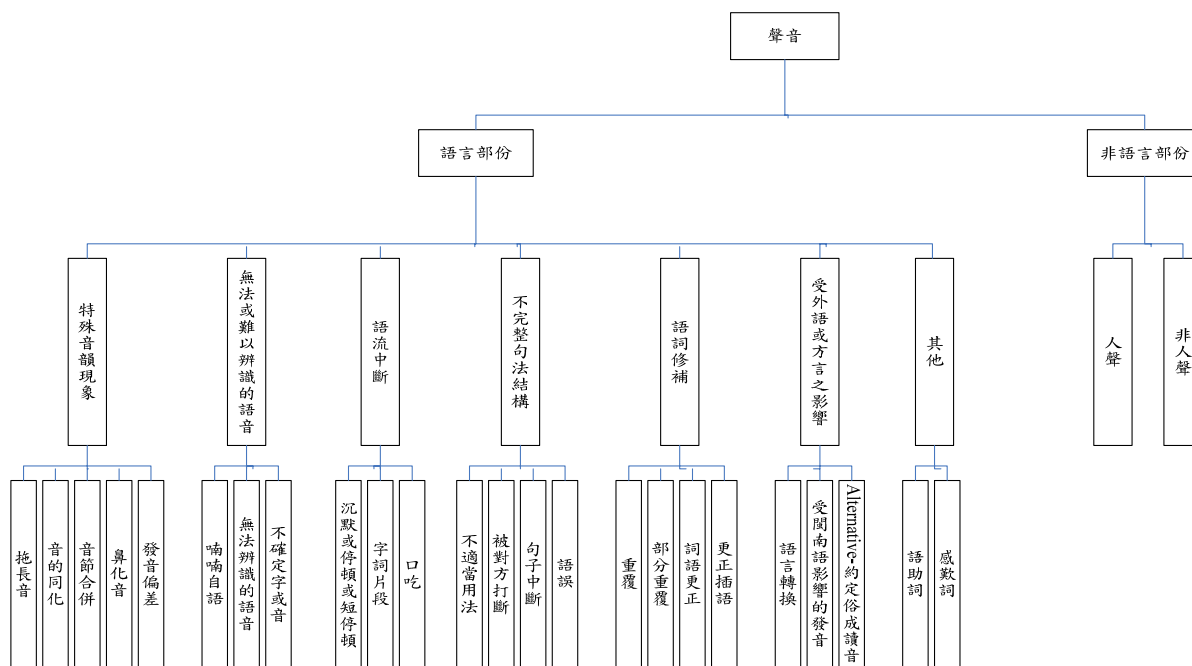 聲音
語言部份
非語言部份
特殊音韻現象
無法或難以辨識的語音
語流中斷
不完整句法結構
語詞修補
受外語或方言之影響
其他
人聲
非人聲
拖長音
音的同化
音節合併
鼻化音
發音偏差
喃喃自語
無法辨識的語音
不確定字或音
沉默或停頓或短停頓
字詞片段
口吃
不適當用法
被對方打斷
句子中斷
語誤
重覆
部分重覆
詞語更正
更正插語
語言轉換
受閩南語影響的發音
Alternative-約定俗成讀音
語助詞
感歎詞